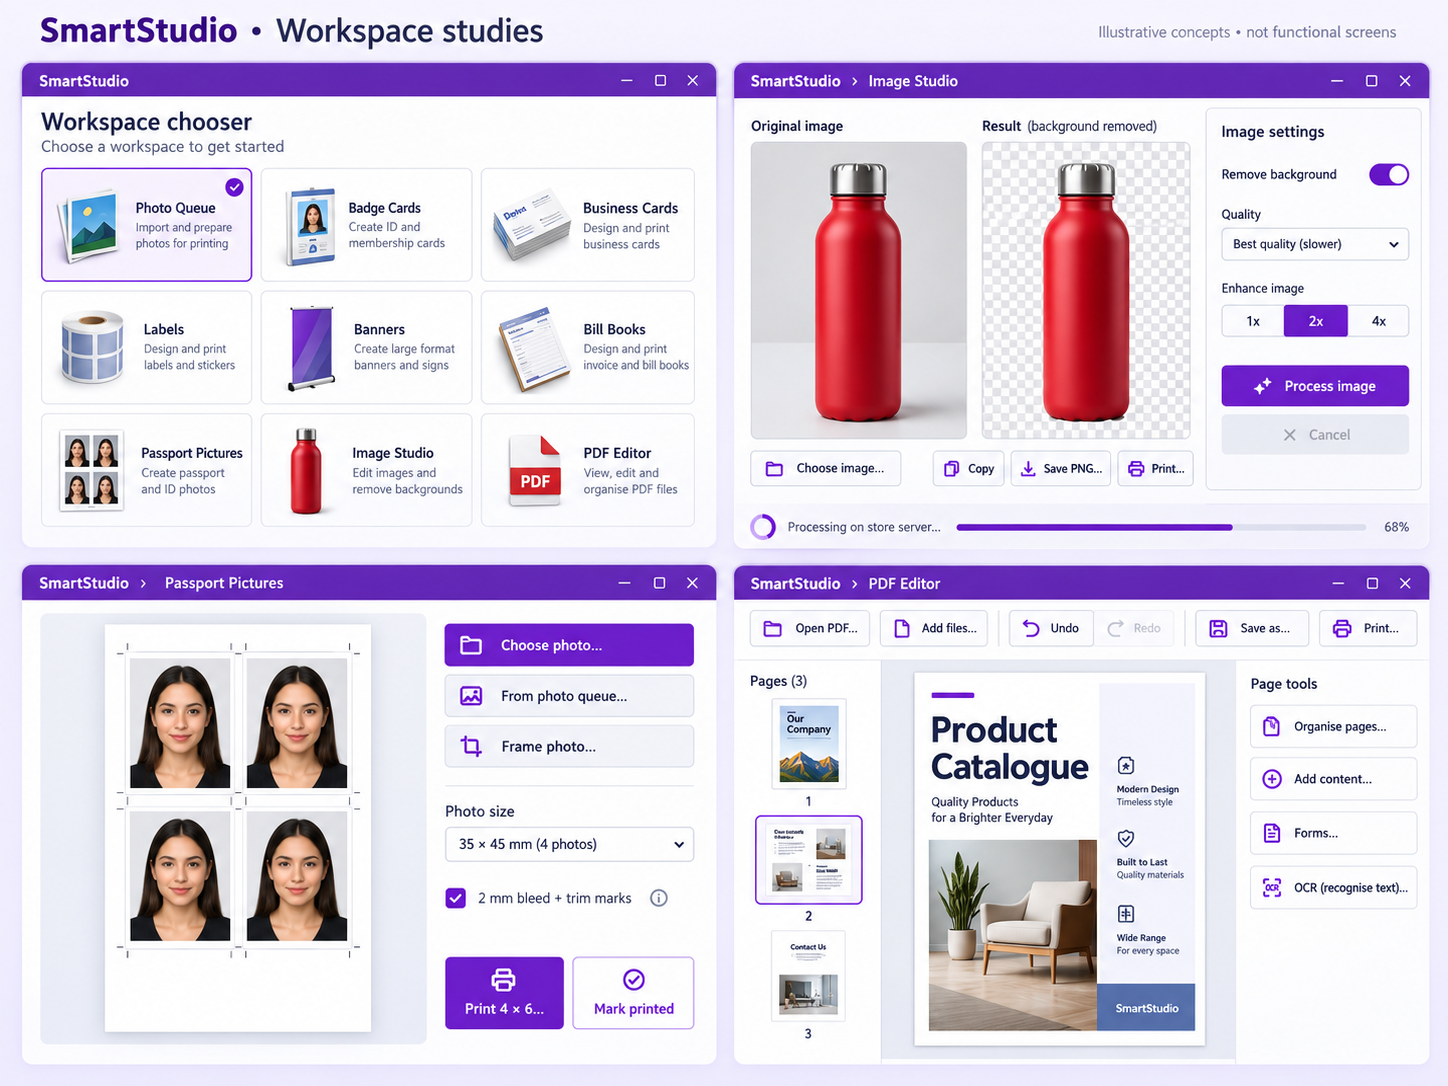 SmartStudio • Workspace studies
Illustrative concepts • not functional screens
SmartStudio
Workspace chooser
Choose a workspace to get started
Photo Queue
Import and prepare
photos for printing
Badge Cards
Create ID and
membership cards
Business Cards
Design and print
business cards
Labels
Design and print
labels and stickers
Banners
Create large format
banners and signs
Bill Books
Design and print
invoice and bill books
Passport Pictures
Create passport
and ID photos
Image Studio
Edit images and
remove backgrounds
PDF
PDF Editor
View, edit and
organise PDF files
SmartStudio › Image Studio
Original image
Result (background removed)
Choose image...
Copy
Save PNG...
Print...
Image settings
Remove background
Quality
Best quality (slower)
Enhance image
1x 2x 4x
Process image
Cancel
Processing on store server...
68%
SmartStudio › Passport Pictures
Choose photo...
From photo queue...
Frame photo...
Photo size
35 × 45 mm (4 photos)
2 mm bleed + trim marks
Print 4 × 6...
Mark printed
SmartStudio › PDF Editor
Open PDF...
Add files...
Undo
Redo
Save as...
Print...
Pages (3)
Our
Company
1
2
Contact Us
3
Product
Catalogue
Quality Products
for a Brighter Everyday
Modern Design
Timeless style
Built to Last
Quality materials
Wide Range
For every space
SmartStudio
Page tools
Organise pages...
Add content...
Forms...
OCR
OCR (recognise text)...